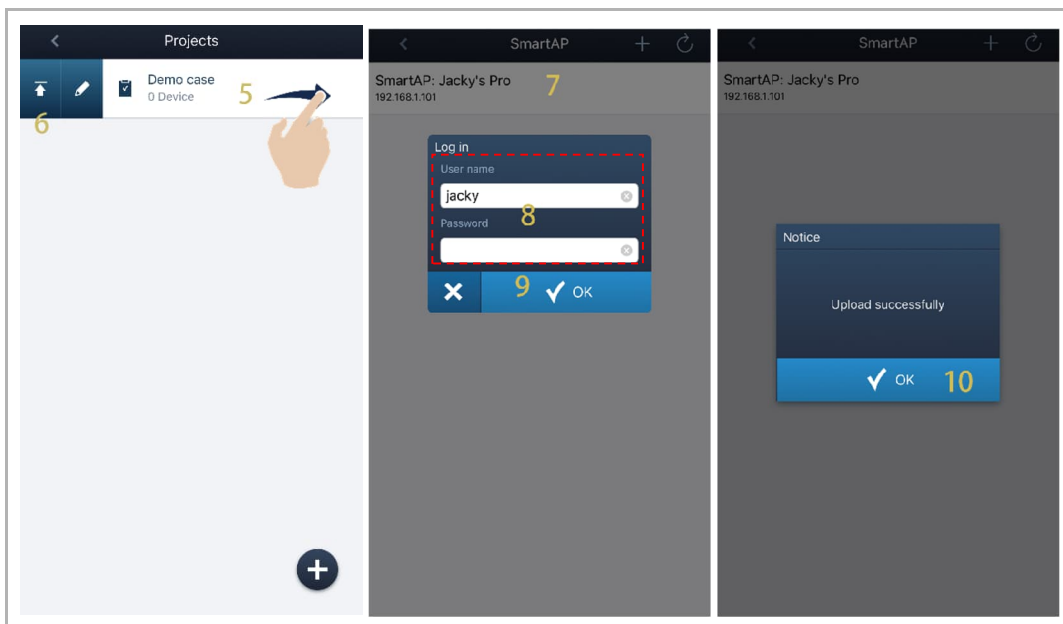 Projects
Demo case
0 Device
5
6
SmartAP
SmartAP: Jacky's Pro
192.168.1.101
7
Log in
User name
jacky
8
Password
9
OK
SmartAP
SmartAP: Jacky's Pro
192.168.1.101
Notice
Upload successfully
OK
10